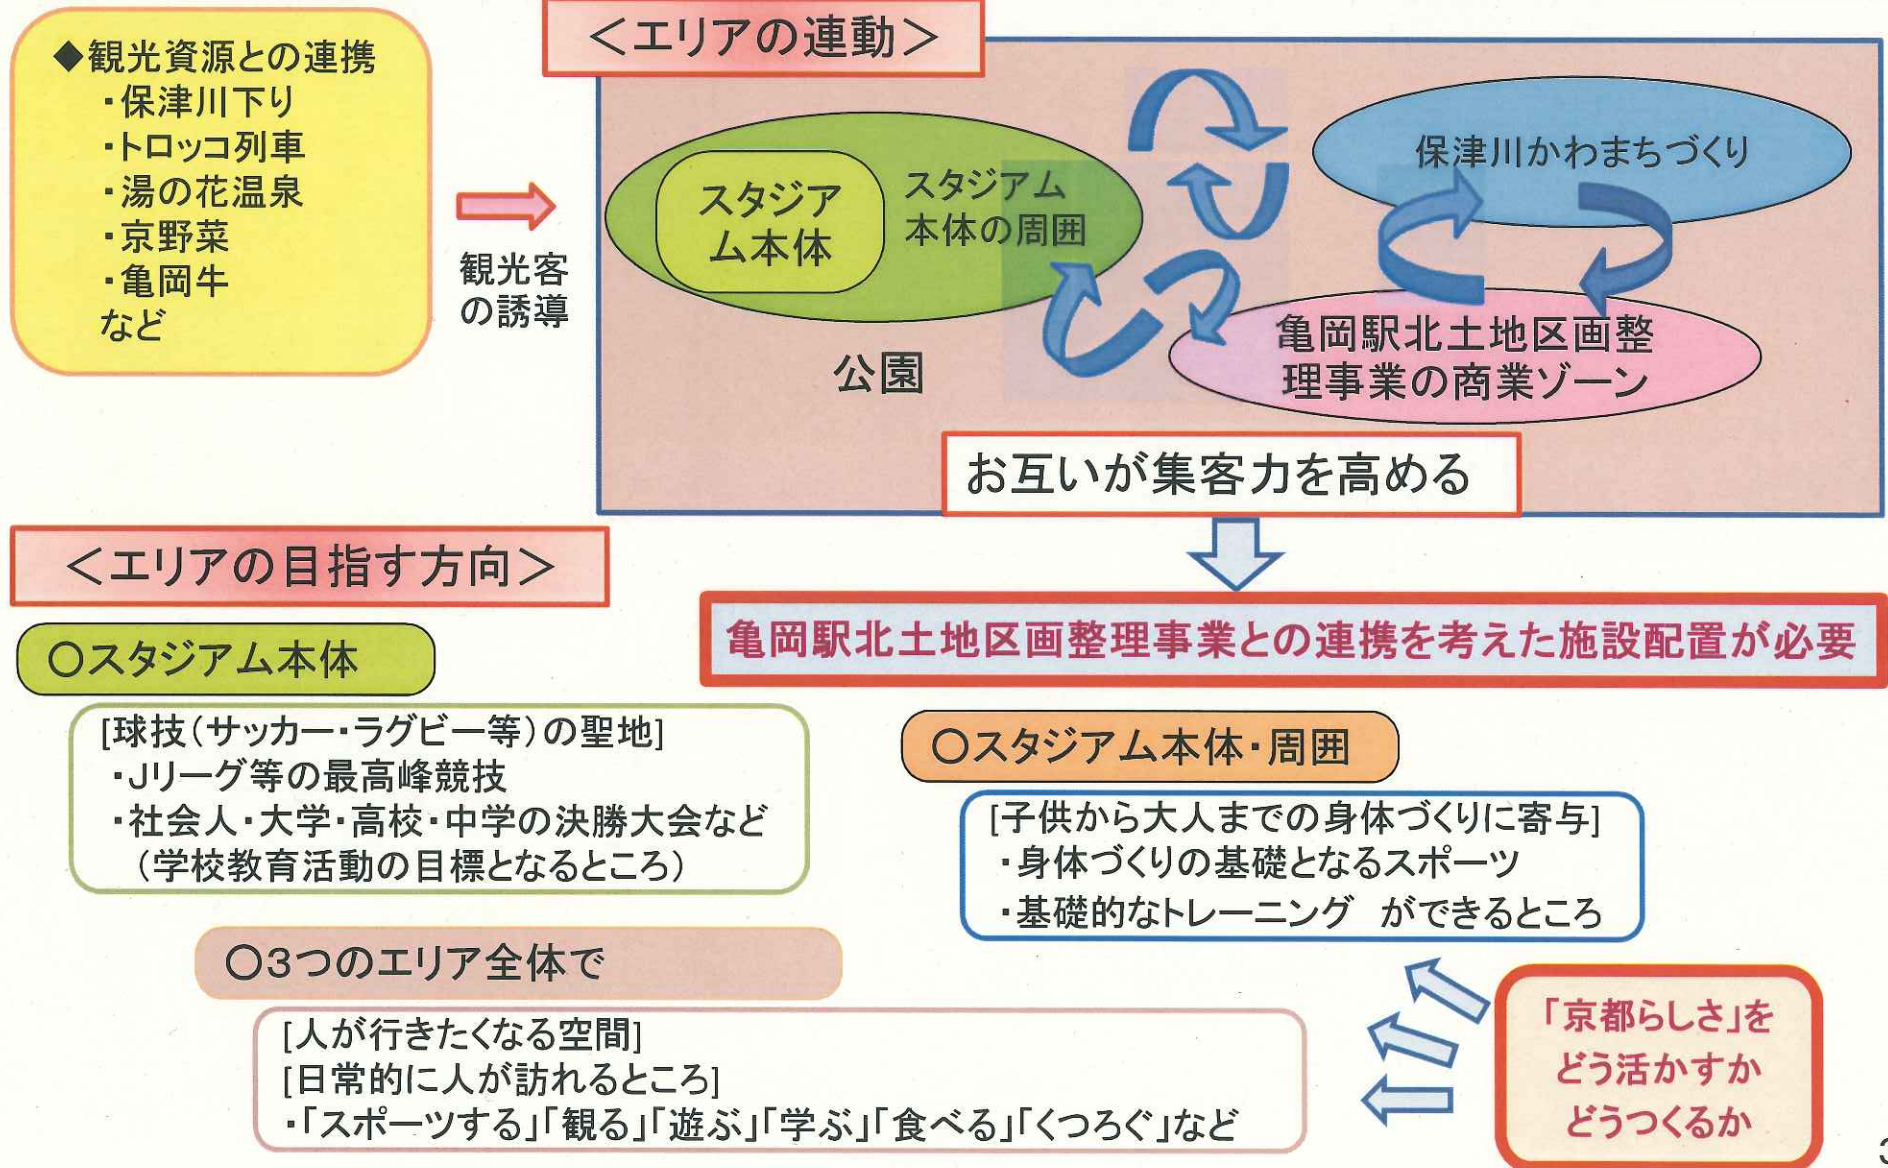 ◆観光資源との連携
・保津川下り
・トロッコ列車
・湯の花温泉
・京野菜
・亀岡牛
など
観光客
の誘導
＜エリアの連動＞
スタジア
ム本体
スタジアム
本体の周囲
保津川かわまちづくり
亀岡駅北土地区画整
理事業の商業ゾーン
公園
お互いが集客力を高める
亀岡駅北土地区画整理事業との連携を考えた施設配置が必要
＜エリアの目指す方向＞
○スタジアム本体
[球技（サッカー・ラグビー等）の聖地]
・Jリーグ等の最高峰競技
・社会人・大学・高校・中学の決勝大会など
（学校教育活動の目標となるところ）
○スタジアム本体・周囲
[子供から大人までの身体づくりに寄与]
・身体づくりの基礎となるスポーツ
・基礎的なトレーニング　ができるところ
○3つのエリア全体で
[人が行きたくなる空間]
[日常的に人が訪れるところ]
・「スポーツする」「観る」「遊ぶ」「学ぶ」「食べる」「くつろぐ」など
「京都らしさ」を
どう活かすか
どうつくるか